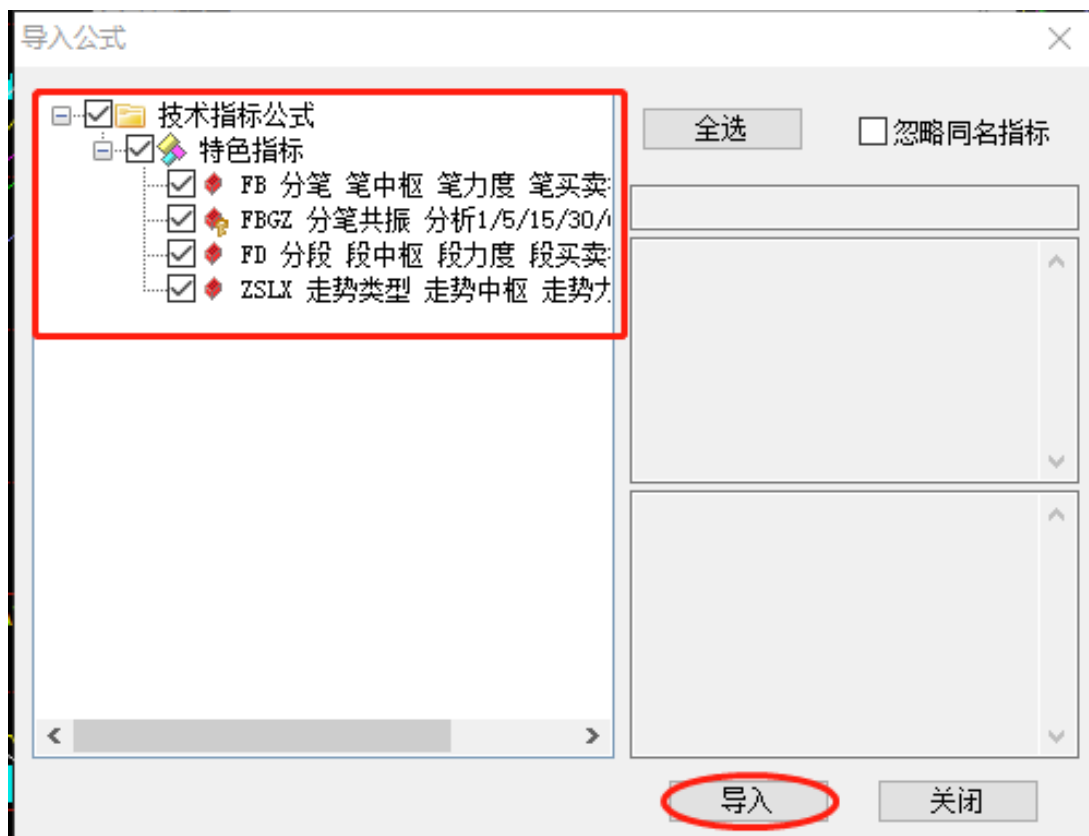 导入公式
技术指标公式
特色指标
FB 分笔 笔中枢 笔力度 笔买卖
FBGZ 分笔共振 分析1/5/15/30/
FD 分段 段中枢 段力度 段买卖
ZSLX 走势类型 走势中枢 走势力
全选
忽略同名指标
导入
关闭